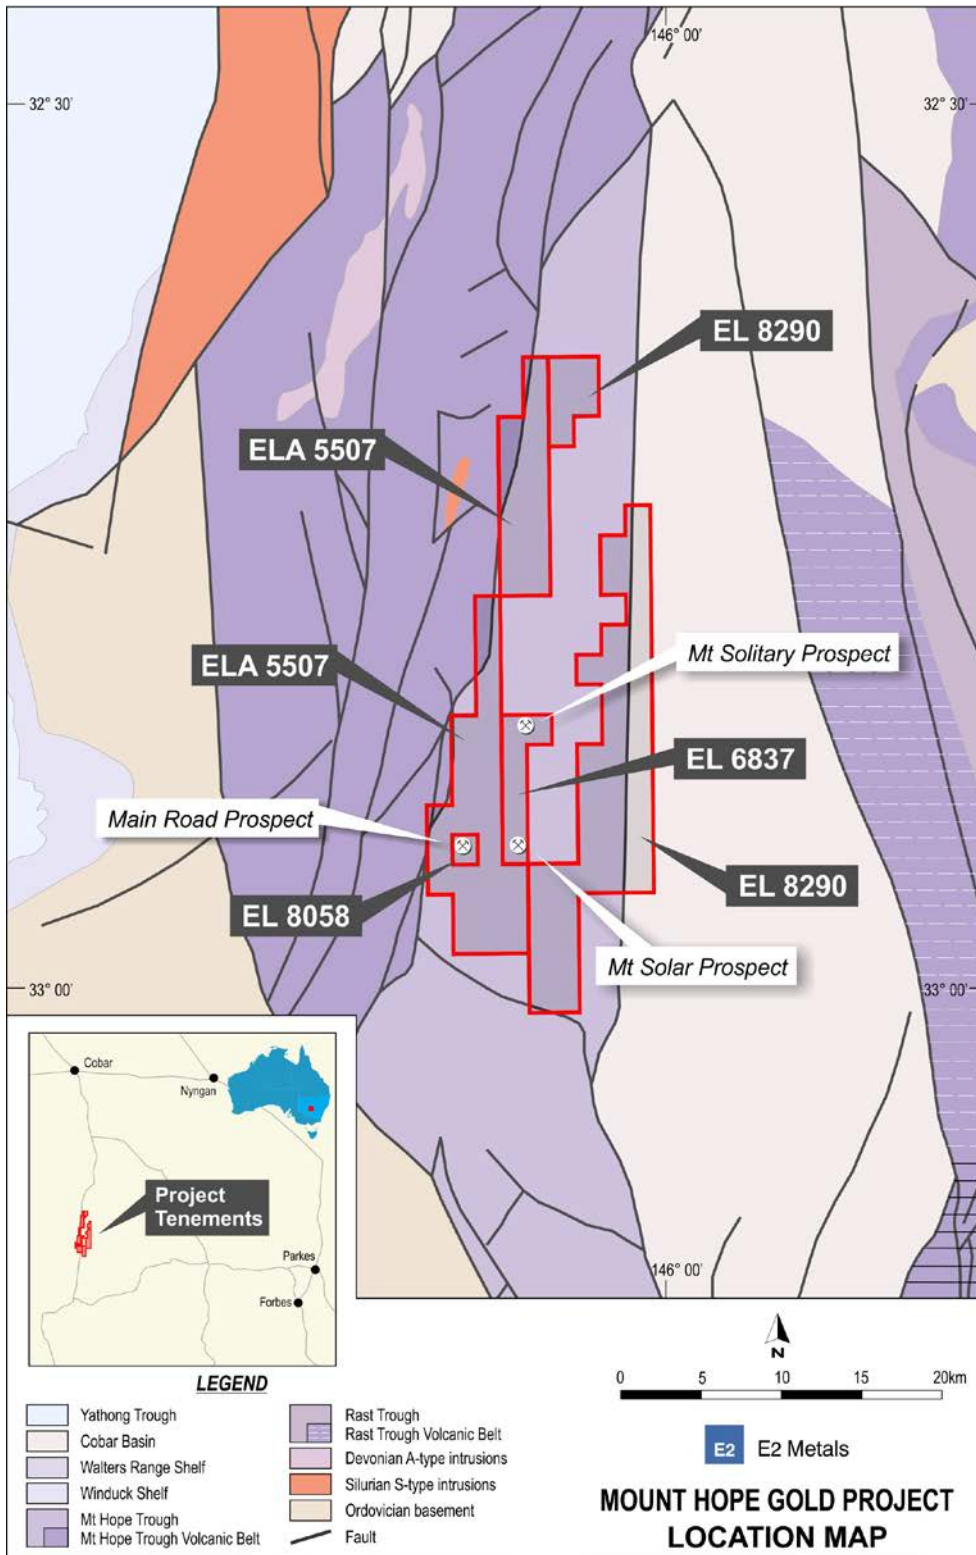 146° 00'
32° 30'
32° 30'
EL 8290
ELA 5507
ELA 5507
Mt Solitary Prospect
EL 6837
Main Road Prospect
EL 8290
EL 8058
Mt Solar Prospect
33° 00'
33° 00'
Cobar
Nyngan
Project
Tenements
Parkes
Forbes
146° 00'
N
LEGEND
0 5 10 15 20km
Yathong Trough
Cobar Basin
Walters Range Shelf
Winduck Shelf
Mt Hope Trough
Mt Hope Trough Volcanic Belt
Rast Trough
Rast Trough Volcanic Belt
Devonian A-type intrusions
Silurian S-type intrusions
Ordovician basement
Fault
E2 E2 Metals
MOUNT HOPE GOLD PROJECT
LOCATION MAP